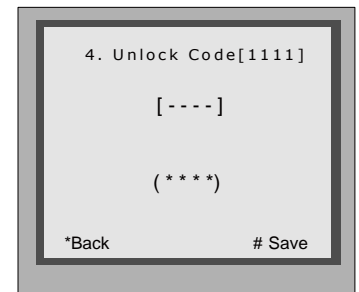 4. Unlock Code[1111]
[----]
(****)
*Back # Save